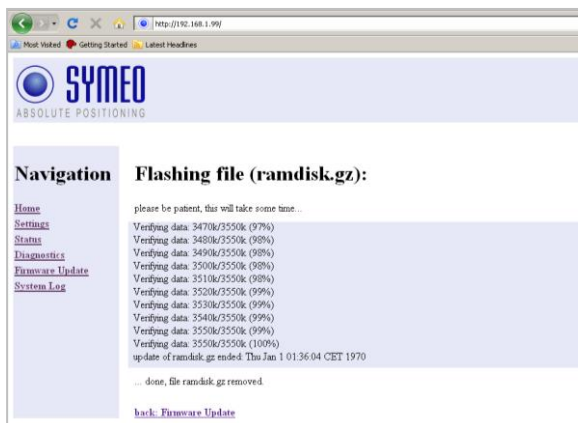 http://192.168.1.99/
Most Visited Getting Started Latest Headlines
SYMEO
ABSOLUTE POSITIONING
Navigation
Home
Settings
Status
Diagnostics
Firmware Update
System Log
Flashing file (ramdisk.gz):
please be patient, this will take some time...
Verifying data: 3470k/3550k (97%)
Verifying data: 3480k/3550k (98%)
Verifying data: 3490k/3550k (98%)
Verifying data: 3500k/3550k (98%)
Verifying data: 3510k/3550k (98%)
Verifying data: 3520k/3550k (99%)
Verifying data: 3530k/3550k (99%)
Verifying data: 3540k/3550k (99%)
Verifying data: 3550k/3550k (99%)
Verifying data: 3550k/3550k (100%)
update of ramdisk.gz ended: Thu Jan 1 01:36:04 CET 1970
... done, file ramdisk.gz removed.
back: Firmware Update